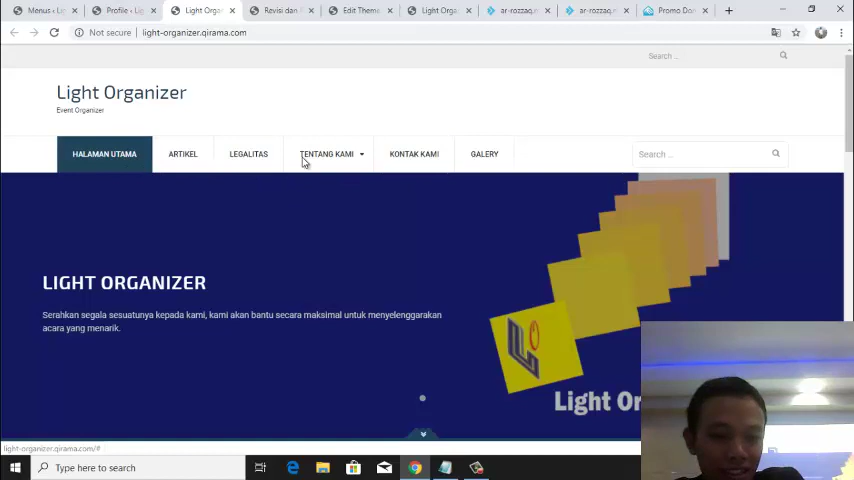 Menus ‹ Li
Profile ‹ Li
Light Orga
Revisi dan
Edit Theme
Light Orga
ar-rozzaq.m
ar-rozzaq.m
Promo Do
Not secure
light-organizer.qirama.com/
Search ...
Light Organizer
Event Organizer
HALAMAN UTAMA
ARTIKEL
LEGALITAS
TENTANG KAMI
KONTAK KAMI
GALERY
Search ...
LIGHT ORGANIZER
Serahkan segala sesuatunya kepada kami, kami akan bantu secara maksimal untuk menyelenggarakan
acara yang menarik.
Light Or
light-organizer.qirama.com/#
Type here to search